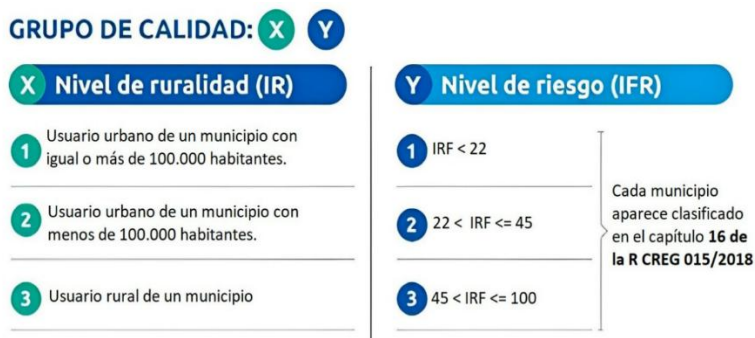 GRUPO DE CALIDAD: X Y
X Nivel de ruralidad (IR)
1 Usuario urbano de un municipio con
igual o más de 100.000 habitantes.
2 Usuario urbano de un municipio con
menos de 100.000 habitantes.
3 Usuario rural de un municipio
Y Nivel de riesgo (IFR)
1 IRF < 22
2 22 < IRF <= 45
3 45 < IRF <= 100
Cada municipio
aparece clasificado
en el capítulo 16 de
la R CREG 015/2018